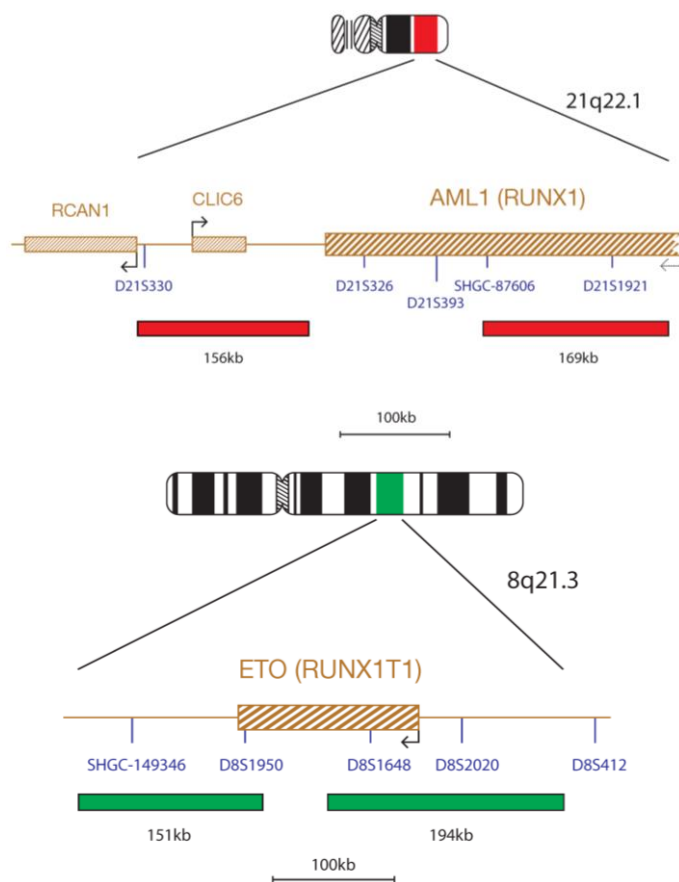 21q22.1
RCAN1
CLIC6
AML1 (RUNX1)
D21S330
D21S326
D21S393
SHGC-87606
D21S1921
156kb
169kb
100kb
8q21.3
ETO (RUNX1T1)
SHGC-149346
D8S1950
D8S1648
D8S2020
D8S412
151kb
194kb
100kb